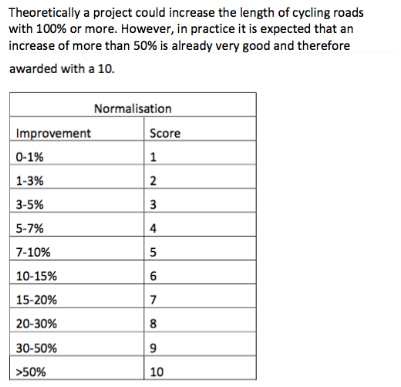 Theoretically a project could increase the length of cycling roads
with 100% or more. However, in practice it is expected that an
increase of more than 50% is already very good and therefore
awarded with a 10.
Normalisation
Improvement Score
0-1% 1
1-3% 2
3-5% 3
5-7% 4
7-10% 5
10-15% 6
15-20% 7
20-30% 8
30-50% 9
>50% 10